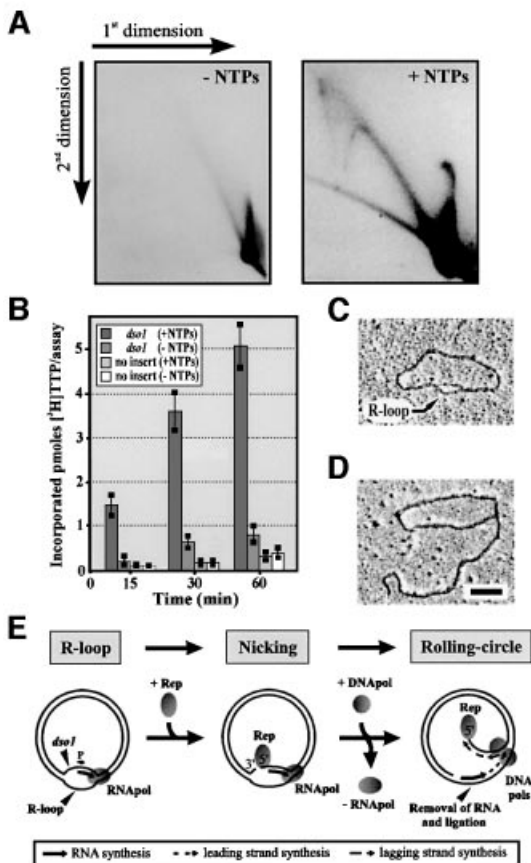 A
1st dimension
2nd dimension
- NTPs
+ NTPs
B
Incorporated pmoles [3H]TTP/assay
5
4
3
2
1
0
dso1 (+NTPs)
dso1 (- NTPs)
no insert (+NTPs)
no insert (- NTPs)
15
30
60
Time (min)
C
R-loop
D
E
R-loop
Nicking
Rolling-circle
dso1
P
R-loop
RNApol
+ Rep
Rep
5'
3'
RNApol
+ DNApol
- RNApol
Rep
5'
DNA
pols
Removal of RNA
and ligation
RNA synthesis
leading strand synthesis
lagging strand synthesis